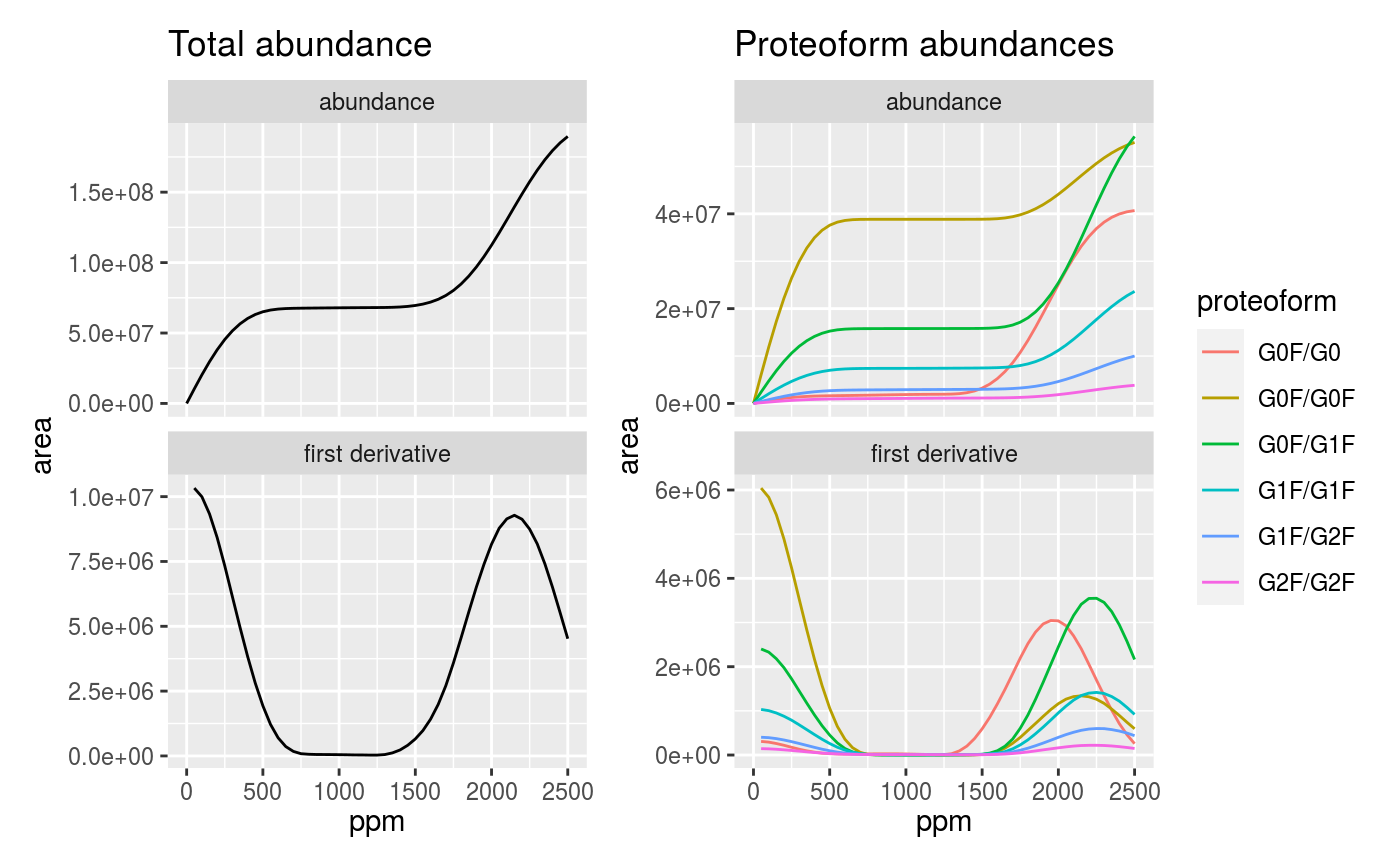 Total abundance
abundance
1.5e+08
1.0e+08
5.0e+07
0.0e+00
first derivative
1.0e+07
7.5e+06
5.0e+06
2.5e+06
0.0e+00
0 500 1000 1500 2000 2500
ppm
area
Proteoform abundances
abundance
4e+07
2e+07
0e+00
first derivative
6e+06
4e+06
2e+06
0e+00
0 500 1000 1500 2000 2500
ppm
area
proteoform
G0F/G0
G0F/G0F
G0F/G1F
G1F/G1F
G1F/G2F
G2F/G2F